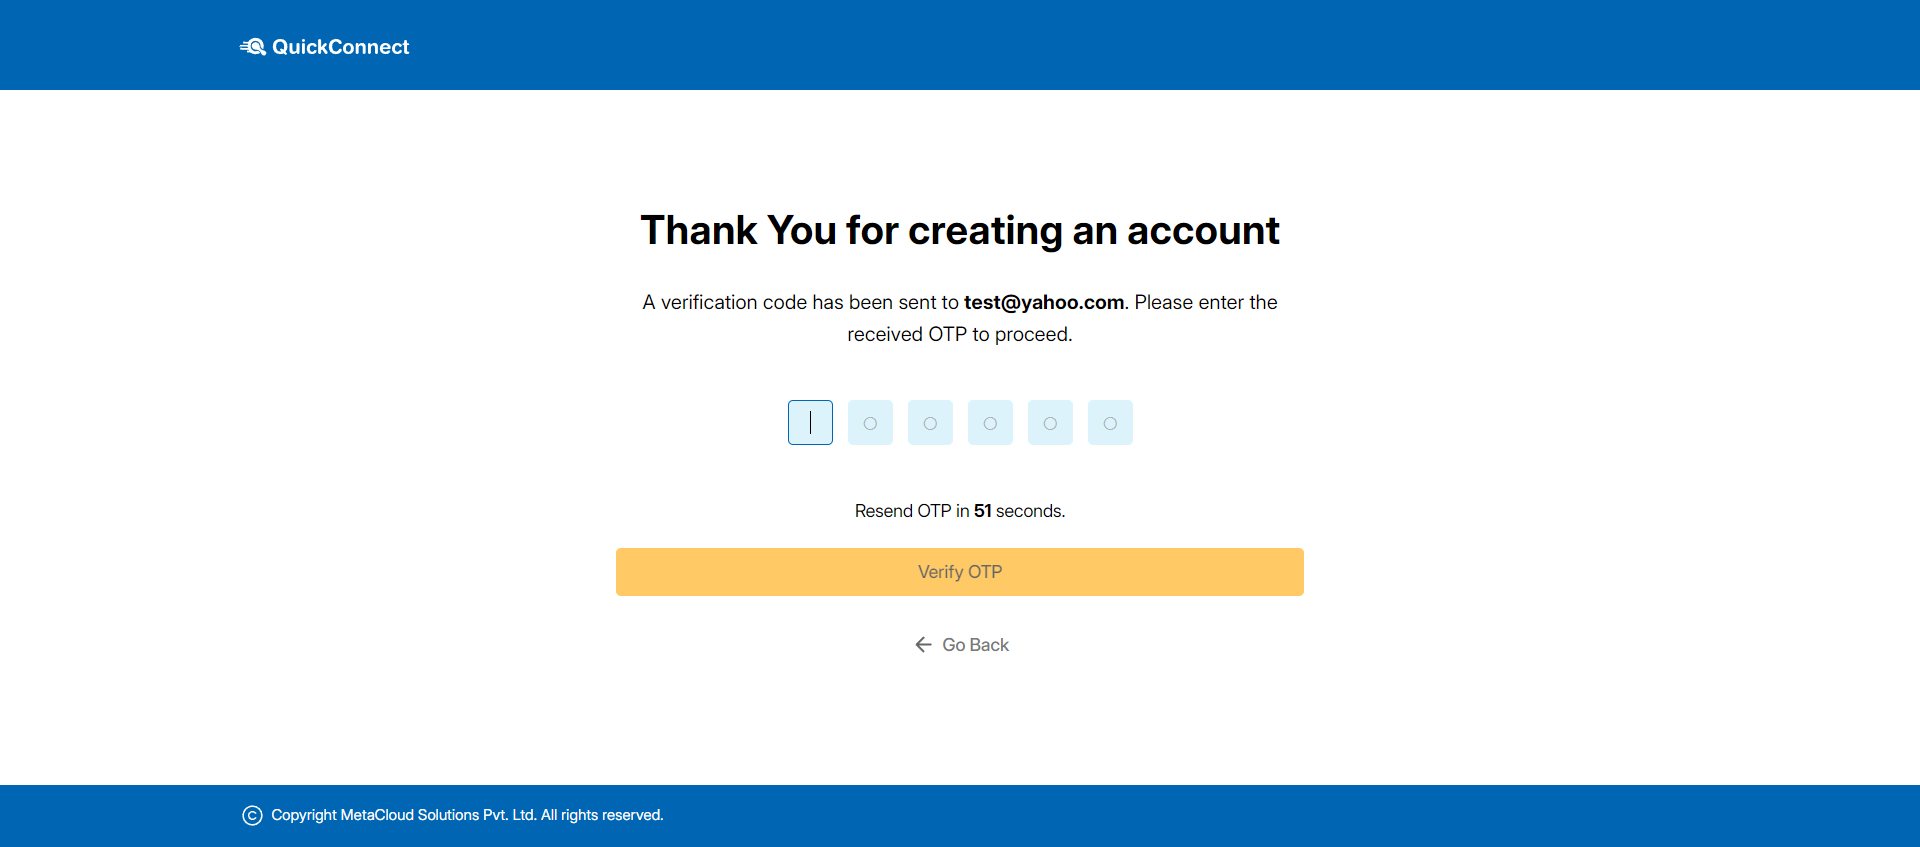 QuickConnect
Thank You for creating an account
A verification code has been sent to test@yahoo.com. Please enter the
received OTP to proceed.
Resend OTP in 51 seconds.
Verify OTP
Go Back
© Copyright MetaCloud Solutions Pvt. Ltd. All rights reserved.